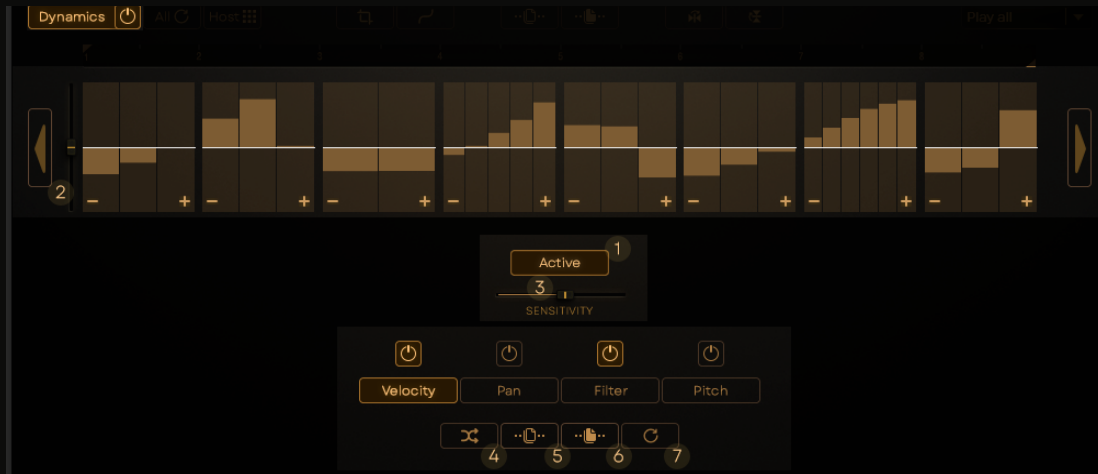 Dynamics All Host Play all
1 2 3 4 5 6 7 8
2
− + − + − + − + − + − + − + − +
1
Active
3
SENSITIVITY
Velocity Pan Filter Pitch
4 5 6 7